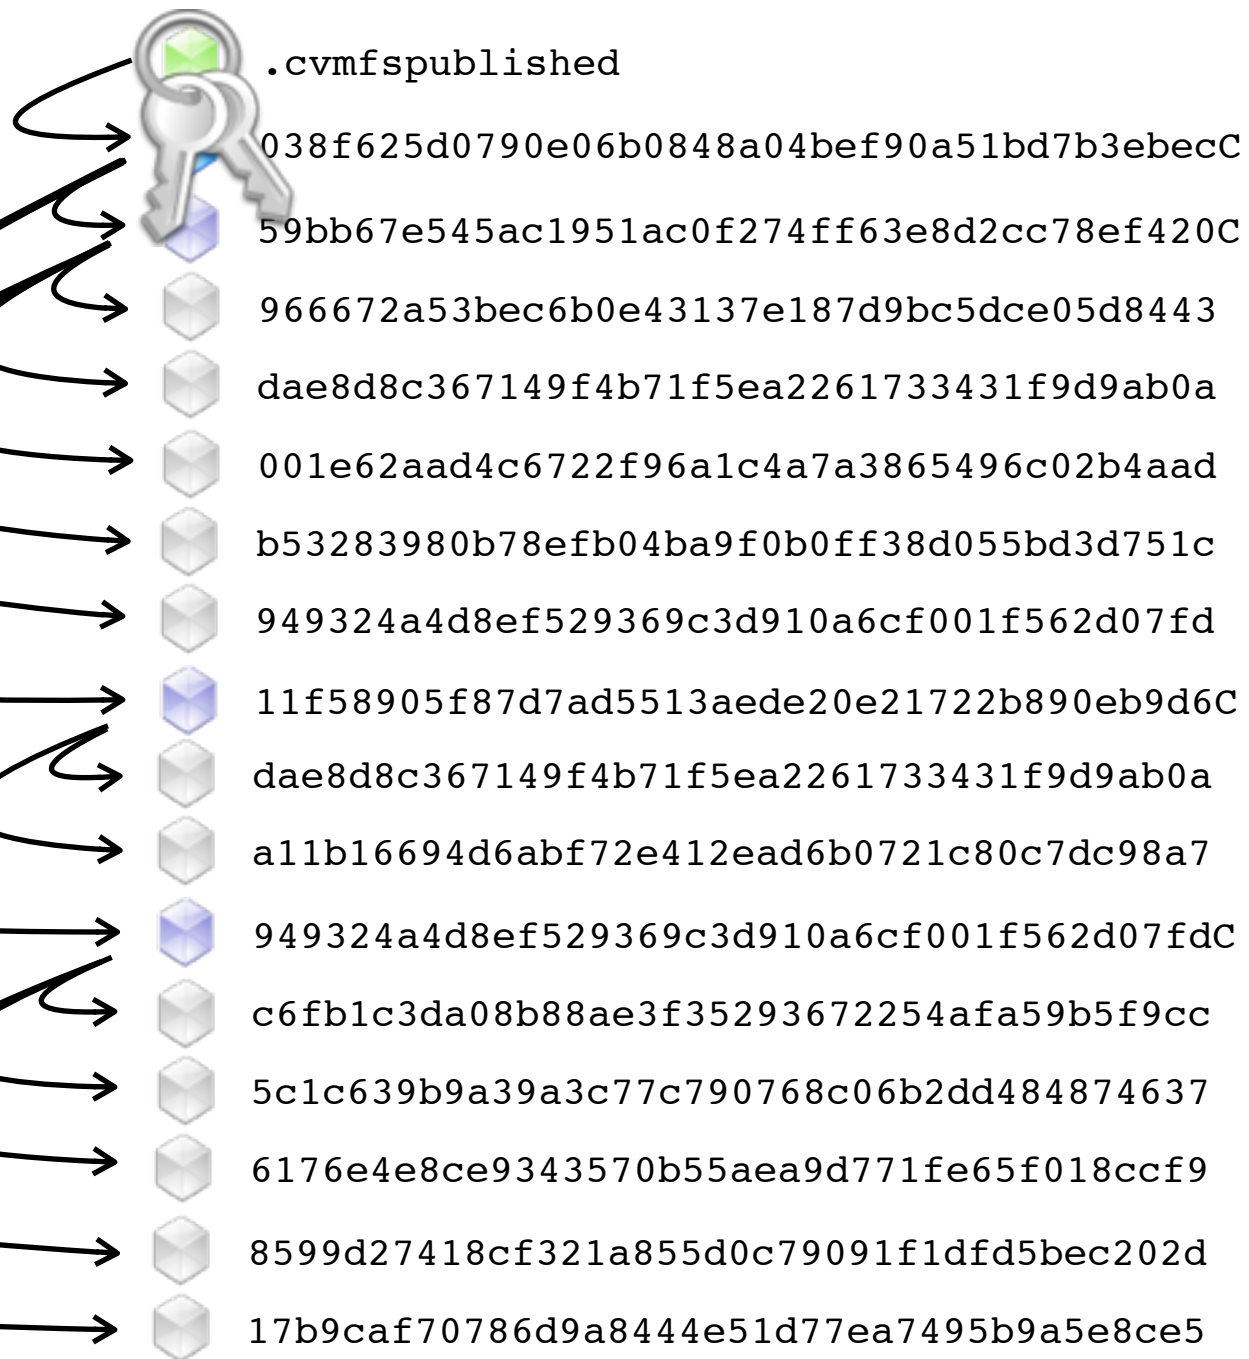 .cvmfspublished
038f625d0790e06b0848a04bef90a51bd7b3ebecC
59bb67e545ac1951ac0f274ff63e8d2cc78ef420C
966672a53bec6b0e43137e187d9bc5dce05d8443
dae8d8c367149f4b71f5ea2261733431f9d9ab0a
001e62aad4c6722f96a1c4a7a3865496c02b4aad
b53283980b78efb04ba9f0b0ff38d055bd3d751c
949324a4d8ef529369c3d910a6cf001f562d07fd
11f58905f87d7ad5513aede20e21722b890eb9d6C
dae8d8c367149f4b71f5ea2261733431f9d9ab0a
a11b16694d6abf72e412ead6b0721c80c7dc98a7
949324a4d8ef529369c3d910a6cf001f562d07fdC
c6fb1c3da08b88ae3f35293672254afa59b5f9cc
5c1c639b9a39a3c77c790768c06b2dd484874637
6176e4e8ce9343570b55aea9d771fe65f018ccf9
8599d27418cf321a855d0c79091f1dfd5bec202d
17b9caf70786d9a8444e51d77ea7495b9a5e8ce5